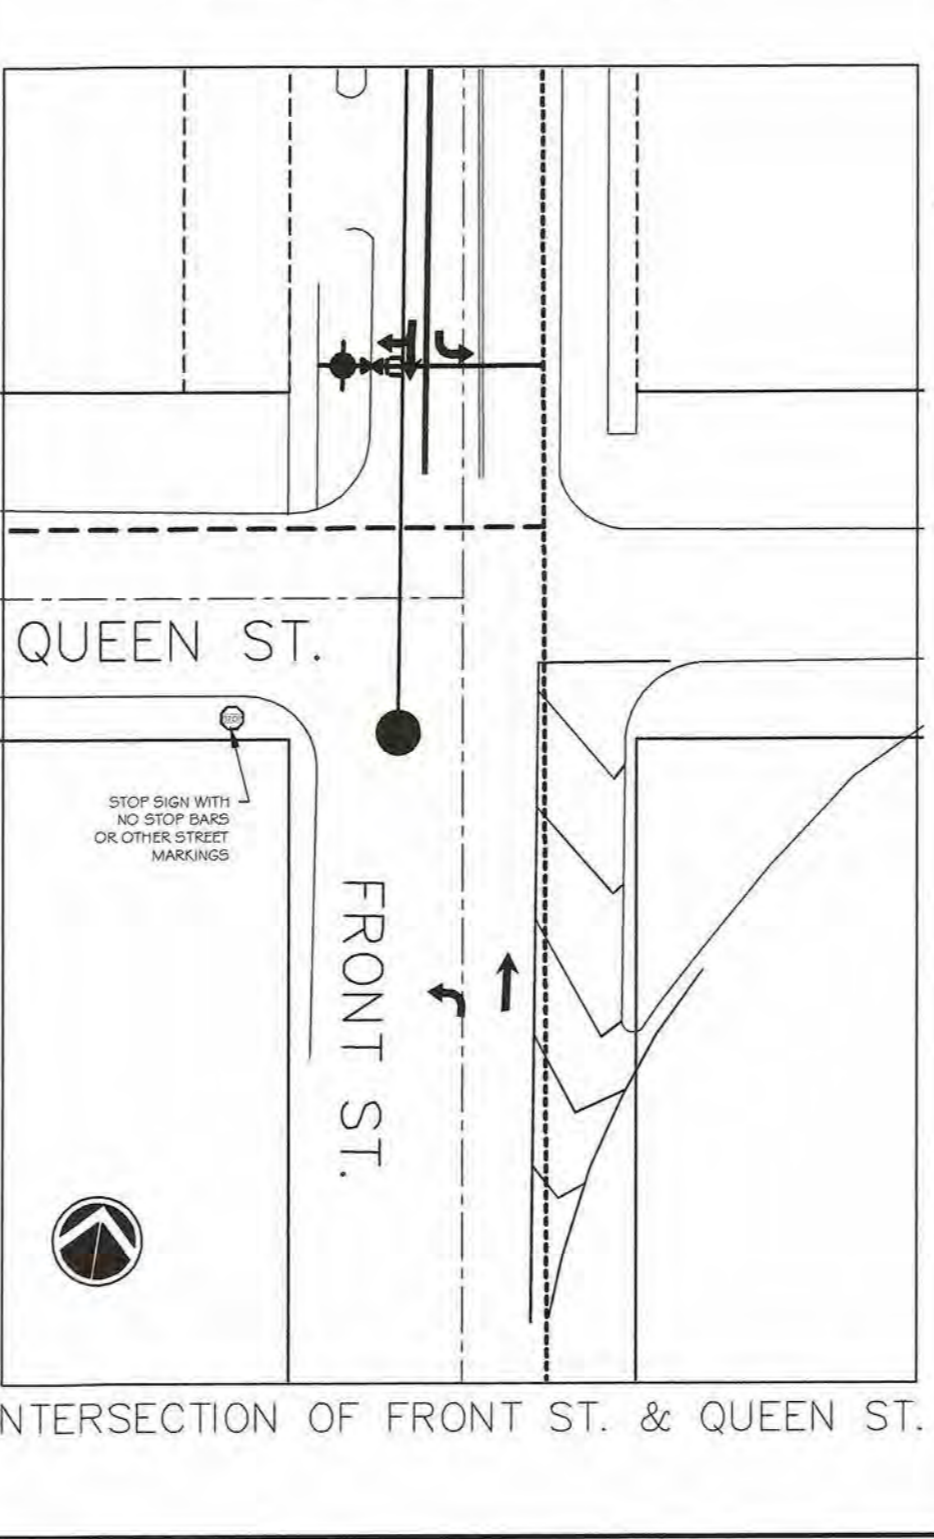 QUEEN ST.
STOP
STOP SIGN WITH
NO STOP BARS
OR OTHER STREET
MARKINGS
FRONT ST.
NTERSECTION OF FRONT ST. & QUEEN ST.